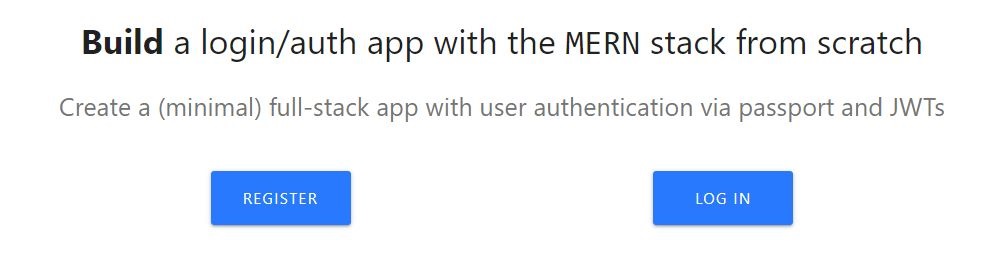 Build a login/auth app with the MERN stack from scratch
Create a (minimal) full-stack app with user authentication via passport and JWTs
REGISTER
LOG IN